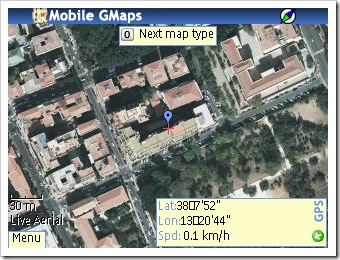 Mobile GMaps
0 Next map type
30 m
Live Aerial
Menu
Lat:38▯7'52"
Lon:13▯20'44"
Spd: 0.1 km/h
GPS